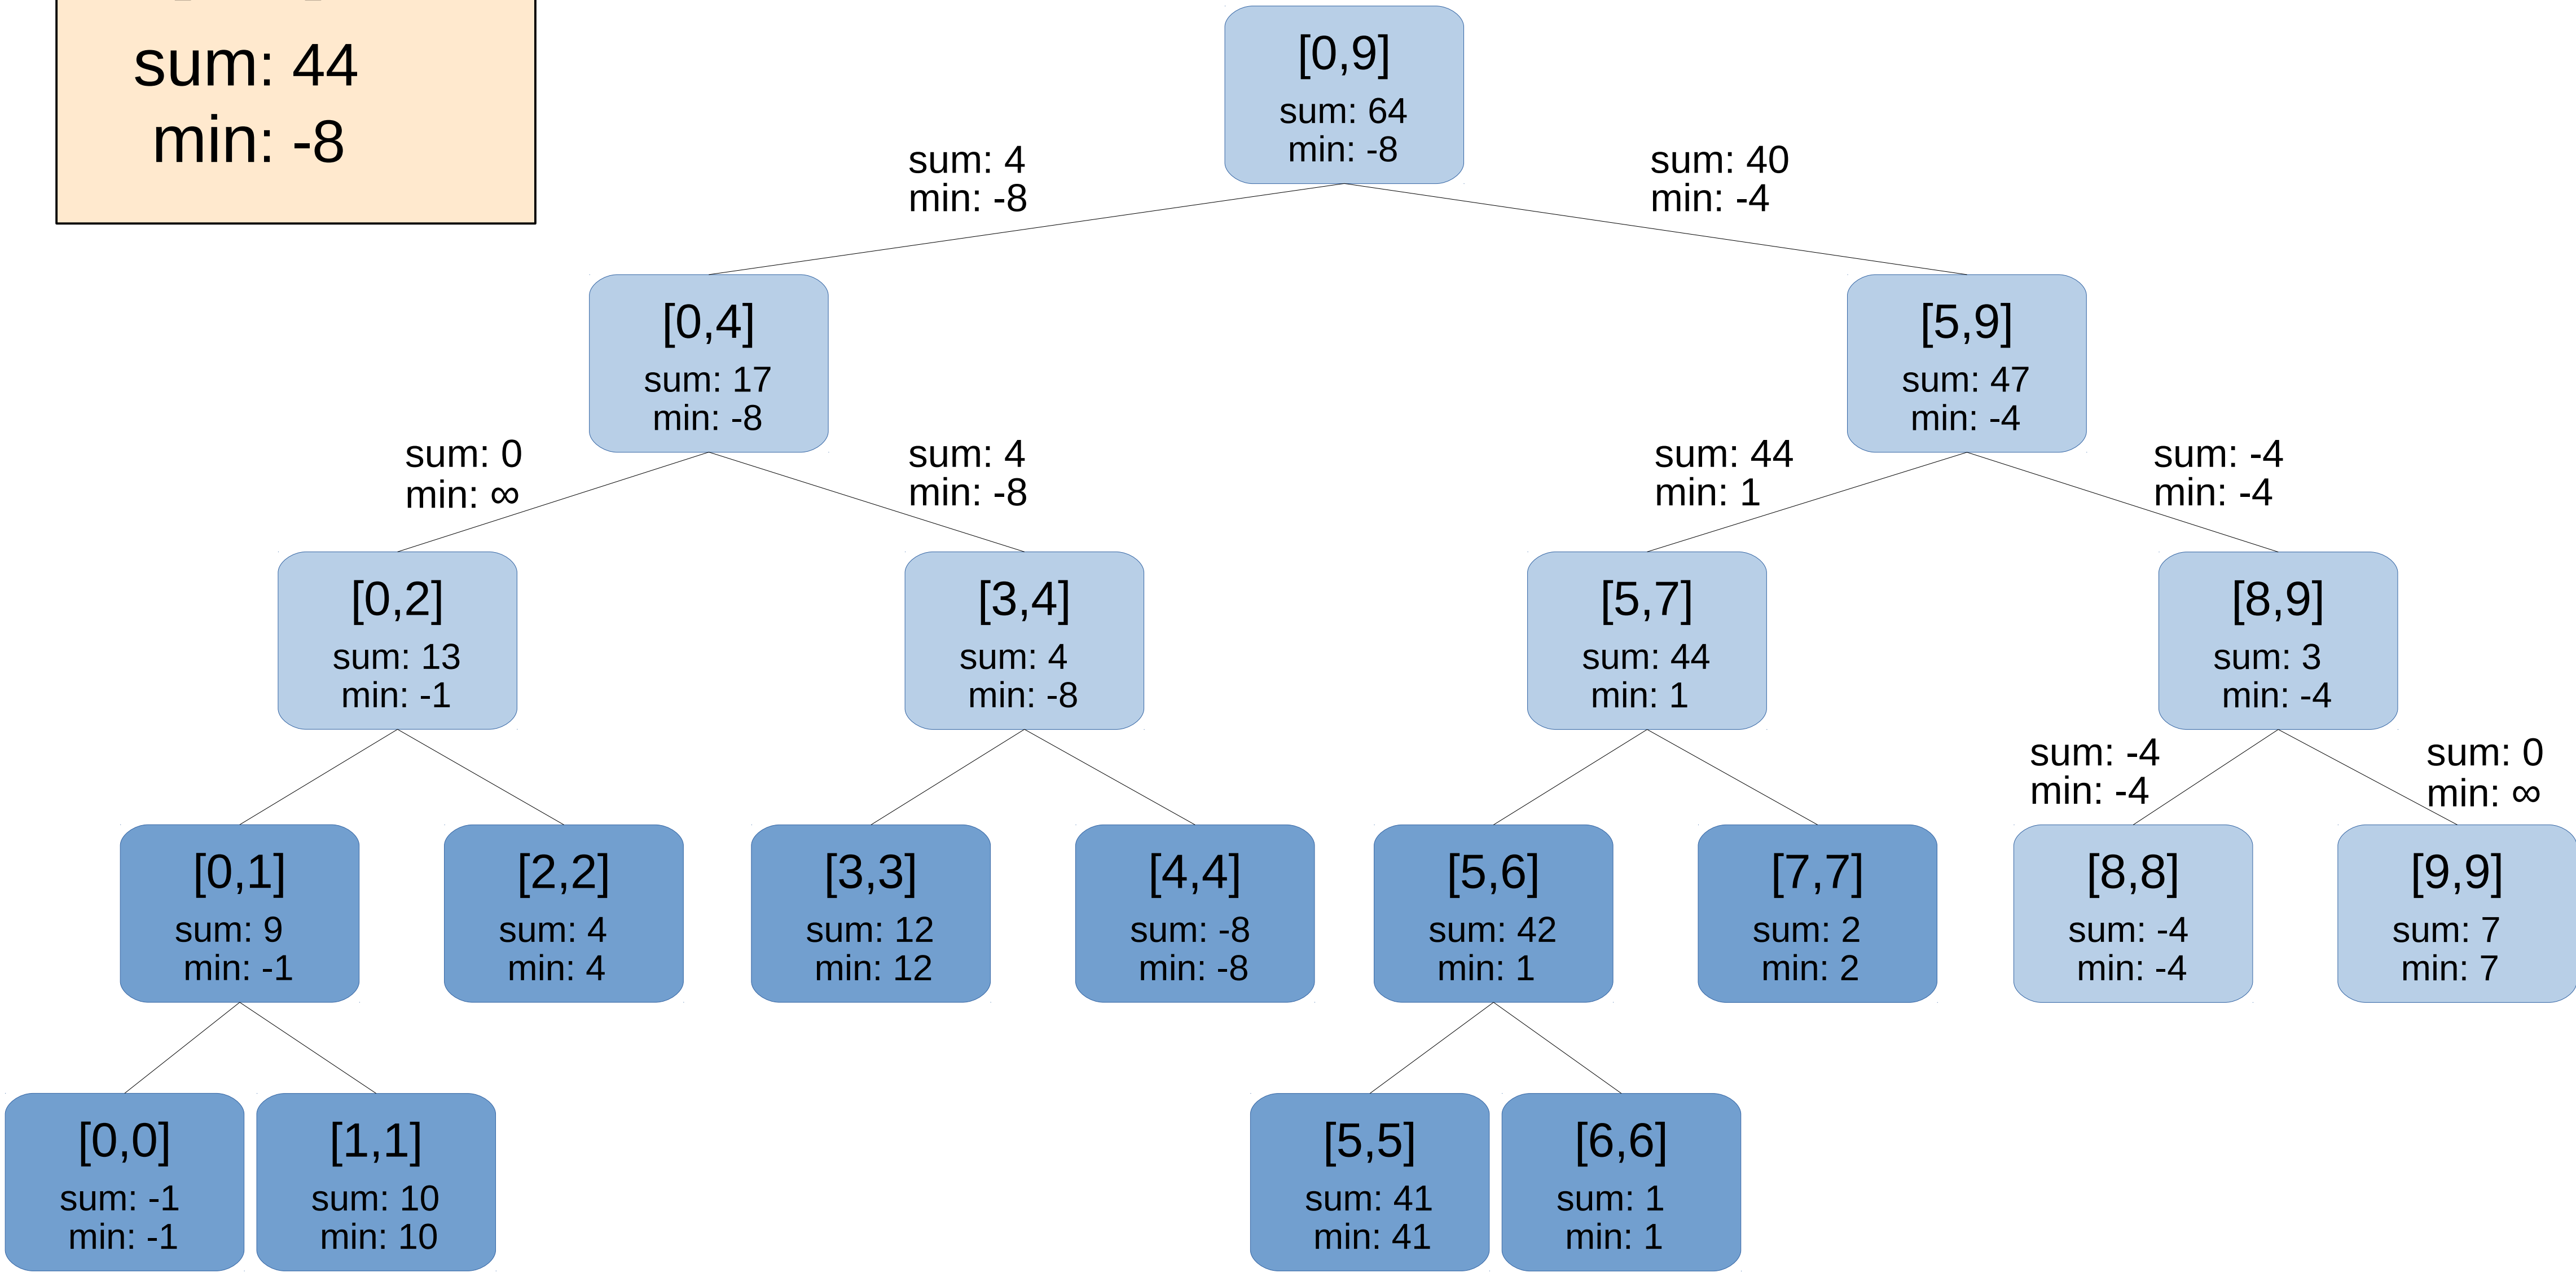 sum: 44
min: -8
[0,9]
sum: 64
min: -8
sum: 4
min: -8
sum: 40
min: -4
[0,4]
sum: 17
min: -8
[5,9]
sum: 47
min: -4
sum: 0
min: ∞
sum: 4
min: -8
sum: 44
min: 1
sum: -4
min: -4
[0,2]
sum: 13
min: -1
[3,4]
sum: 4
min: -8
[5,7]
sum: 44
min: 1
[8,9]
sum: 3
min: -4
sum: -4
min: -4
sum: 0
min: ∞
[0,1]
sum: 9
min: -1
[2,2]
sum: 4
min: 4
[3,3]
sum: 12
min: 12
[4,4]
sum: -8
min: -8
[5,6]
sum: 42
min: 1
[7,7]
sum: 2
min: 2
[8,8]
sum: -4
min: -4
[9,9]
sum: 7
min: 7
[0,0]
sum: -1
min: -1
[1,1]
sum: 10
min: 10
[5,5]
sum: 41
min: 41
[6,6]
sum: 1
min: 1